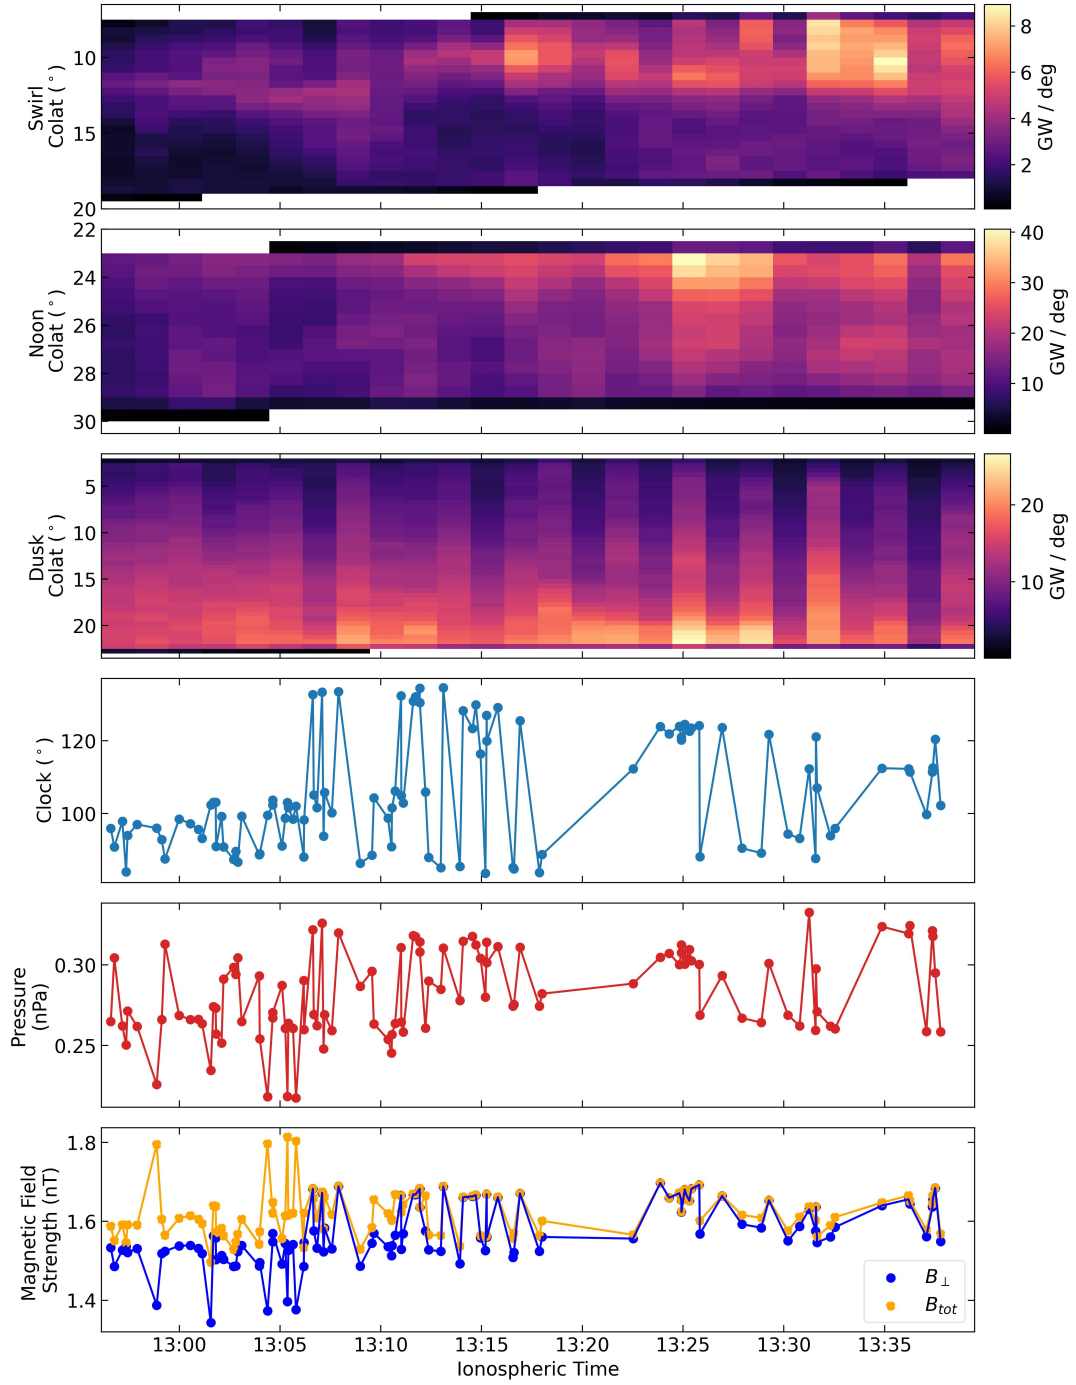 Swirl
Colat (°)
10
15
20
8
6
4
2
GW / deg
Noon
Colat (°)
22
24
26
28
30
40
30
20
10
GW / deg
Dusk
Colat (°)
5
10
15
20
20
10
GW / deg
Clock (°)
120
100
Pressure
(nPa)
0.30
0.25
Magnetic Field
Strength (nT)
1.8
1.6
1.4
B⊥
Btot
13:00 13:05 13:10 13:15 13:20 13:25 13:30 13:35
Ionospheric Time